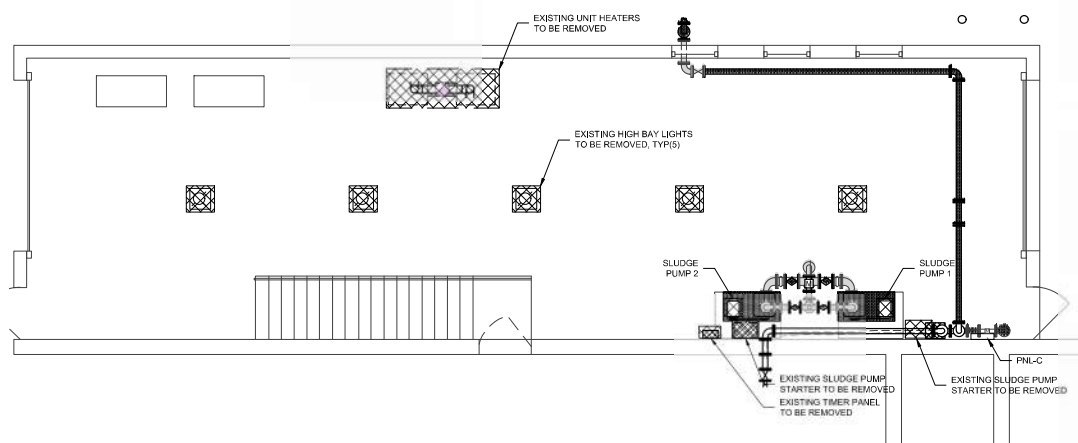 EXISTING UNIT HEATERS
TO BE REMOVED
EXISTING HIGH BAY LIGHTS
TO BE REMOVED, TYP(5)
SLUDGE
PUMP 2
SLUDGE
PUMP 1
PNL-C
EXISTING SLUDGE PUMP
STARTER TO BE REMOVED
EXISTING SLUDGE PUMP
STARTER TO BE REMOVED
EXISTING TIMER PANEL
TO BE REMOVED